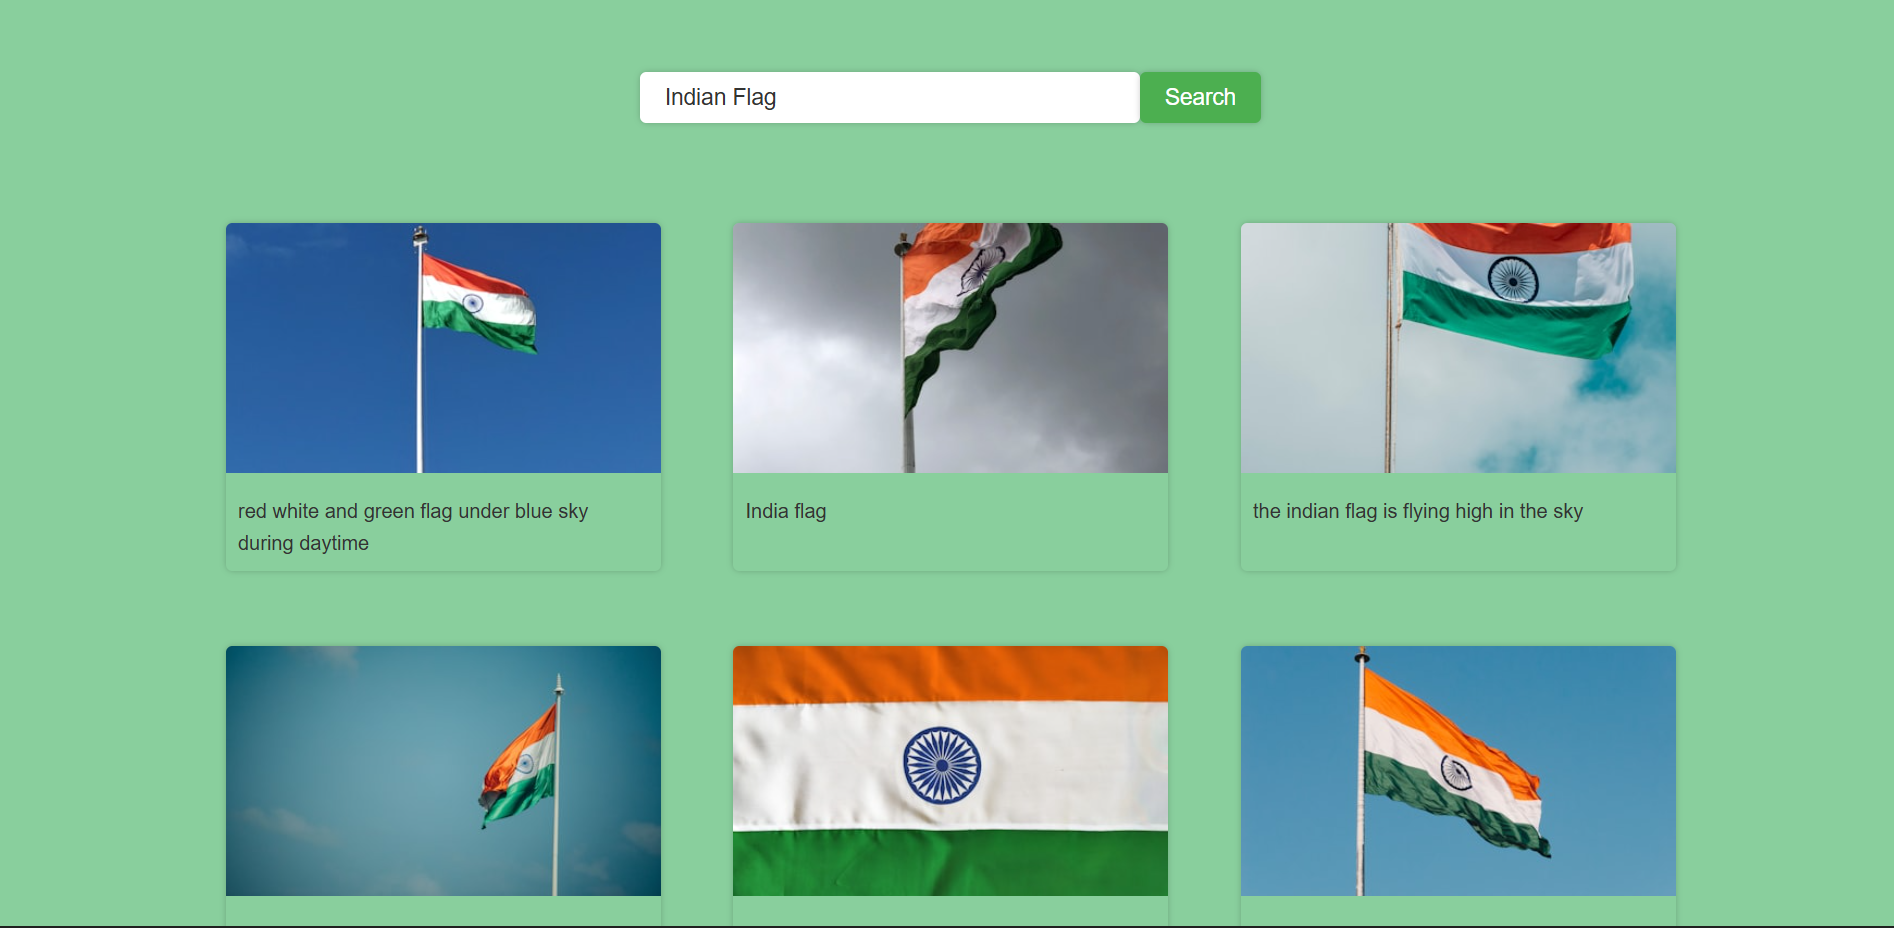 Indian Flag
Search
red white and green flag under blue sky
during daytime
India flag
the indian flag is flying high in the sky